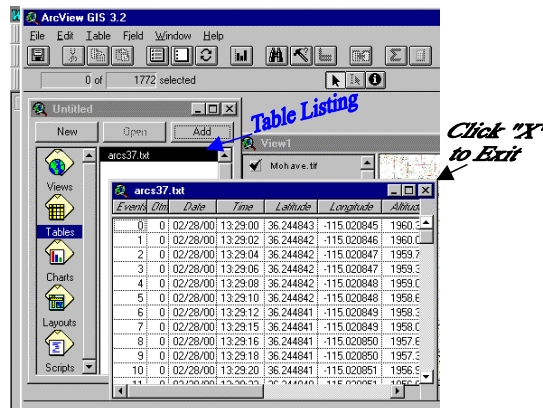 ArcView GIS 3.2
File Edit Table Field Window Help
0 of 1772 selected
Untitled
New Open Add
Table Listing
Click "X"
to Exit
arcs37.txt
View1
Mohave.tif
Views
Tables
Charts
Layouts
Scripts
arcs37.txt
Date Time Latitude Longitude
0 0 02/28/00 13:29:00 36.244843 -115.020845 1960.3
1 0 02/28/00 13:29:02 36.244842 -115.020846 1960.0
2 0 02/28/00 13:29:04 36.244842 -115.020847 1959.7
3 0 02/28/00 13:29:06 36.244842 -115.020847 1959.3
4 0 02/28/00 13:29:08 36.244842 -115.020848 1959.0
5 0 02/28/00 13:29:10 36.244842 -115.020848 1958.6
6 0 02/28/00 13:29:12 36.244841 -115.020849 1958.3
7 0 02/28/00 13:29:15 36.244841 -115.020849 1958.0
8 0 02/28/00 13:29:16 36.244841 -115.020850 1957.6
9 0 02/28/00 13:29:18 36.244841 -115.020850 1957.3
10 0 02/28/00 13:29:20 36.244841 -115.020851 1956.9